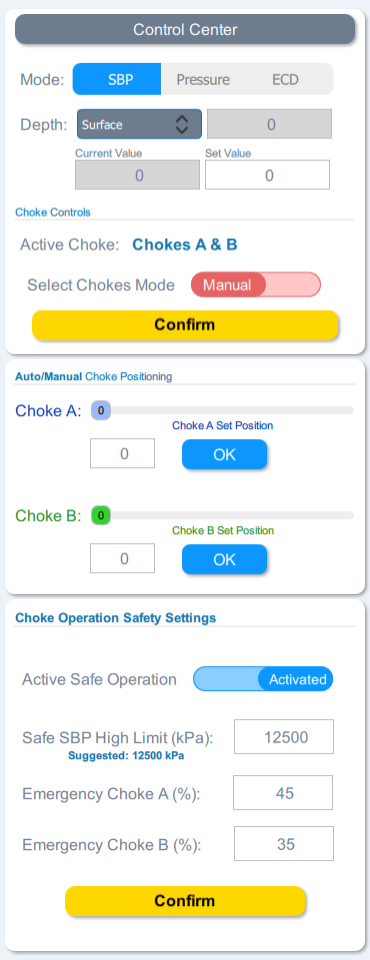 Control Center
Mode: SBP Pressure ECD
Depth: Surface 0
Current Value Set Value
0 0
Choke Controls
Active Choke: Chokes A & B
Select Chokes Mode Manual
Confirm
Auto/Manual Choke Positioning
Choke A: 0
Choke A Set Position
0 OK
Choke B: 0
Choke B Set Position
0 OK
Choke Operation Safety Settings
Active Safe Operation Activated
Safe SBP High Limit (kPa): 12500
Suggested: 12500 kPa
Emergency Choke A (%): 45
Emergency Choke B (%): 35
Confirm